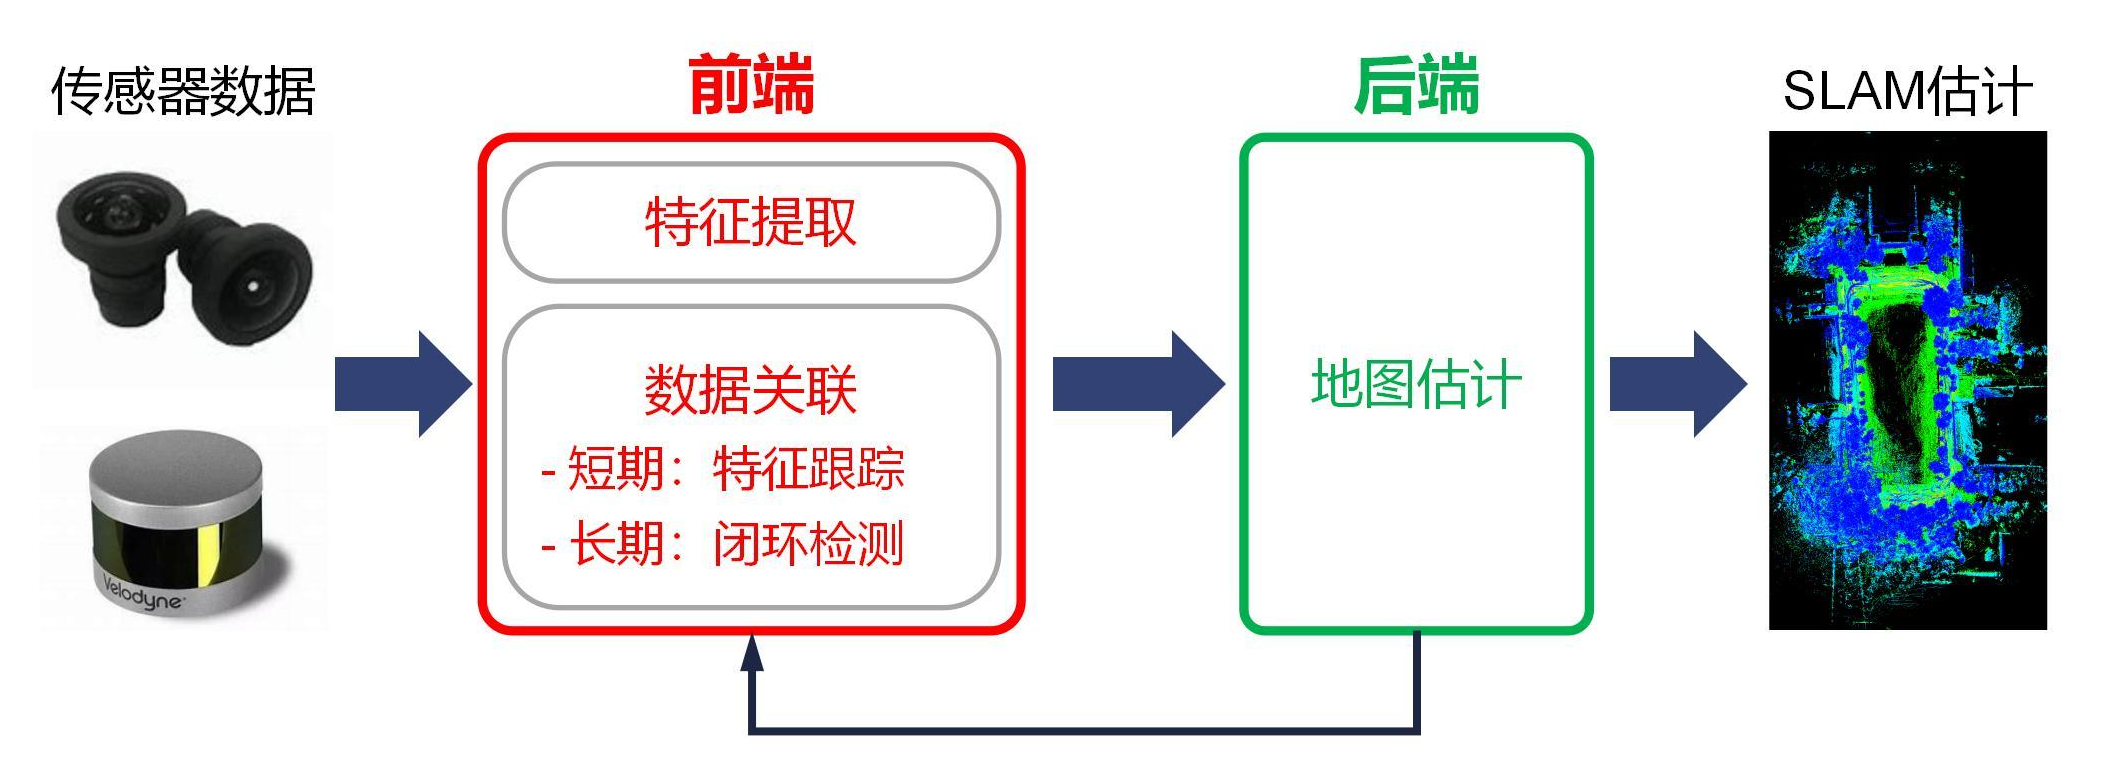 传感器数据
Velodyne
前端
特征提取
数据关联
- 短期：特征跟踪
- 长期：闭环检测
后端
地图估计
SLAM估计